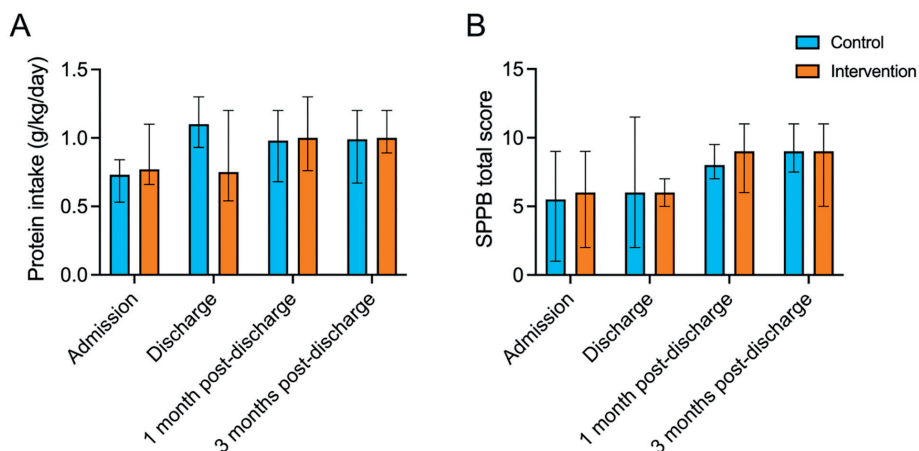 A
Protein intake (g/kg/day)
1.5
1.0
0.5
0.0
Admission
Discharge
1 month post-discharge
3 months post-discharge
B
Control
Intervention
SPPB total score
15
10
5
0
Admission
Discharge
1 month post-discharge
3 months post-discharge